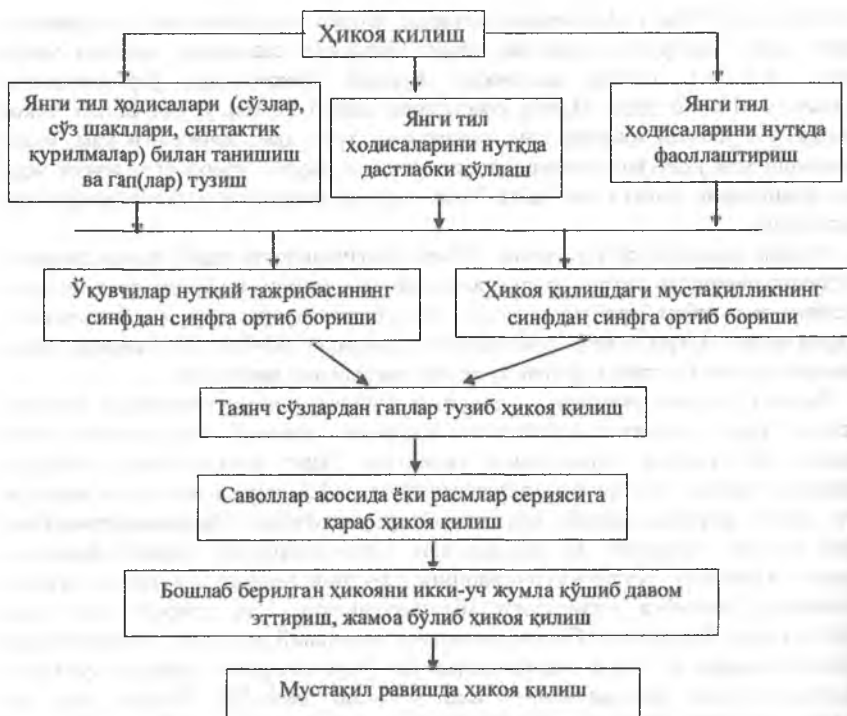 Ҳикоя қилиш
Янги тил ҳодисалари (сўзлар,
сўз шакллари, синтактик
қурилмалар) билан танишиш
ва гап(лар) тузиш
Янги тил
ҳодисаларини нутқда
дастлабки қўллаш
Янги тил
ҳодисаларини нутқда
фаоллаштириш
Ўқувчилар нутқий тажрибасининг
синфдан синфга ортиб бориши
Ҳикоя қилишдаги мустақилликнинг
синфдан синфга ортиб бориши
Таянч сўзлардан гаплар тузиб ҳикоя қилиш
Саволлар асосида ёки расмлар сериясига
қараб ҳикоя қилиш
Бошлаб берилган ҳикояни икки-уч жумла қўшиб давом
эттириш, жамоа бўлиб ҳикоя қилиш
Мустақил равишда ҳикоя қилиш